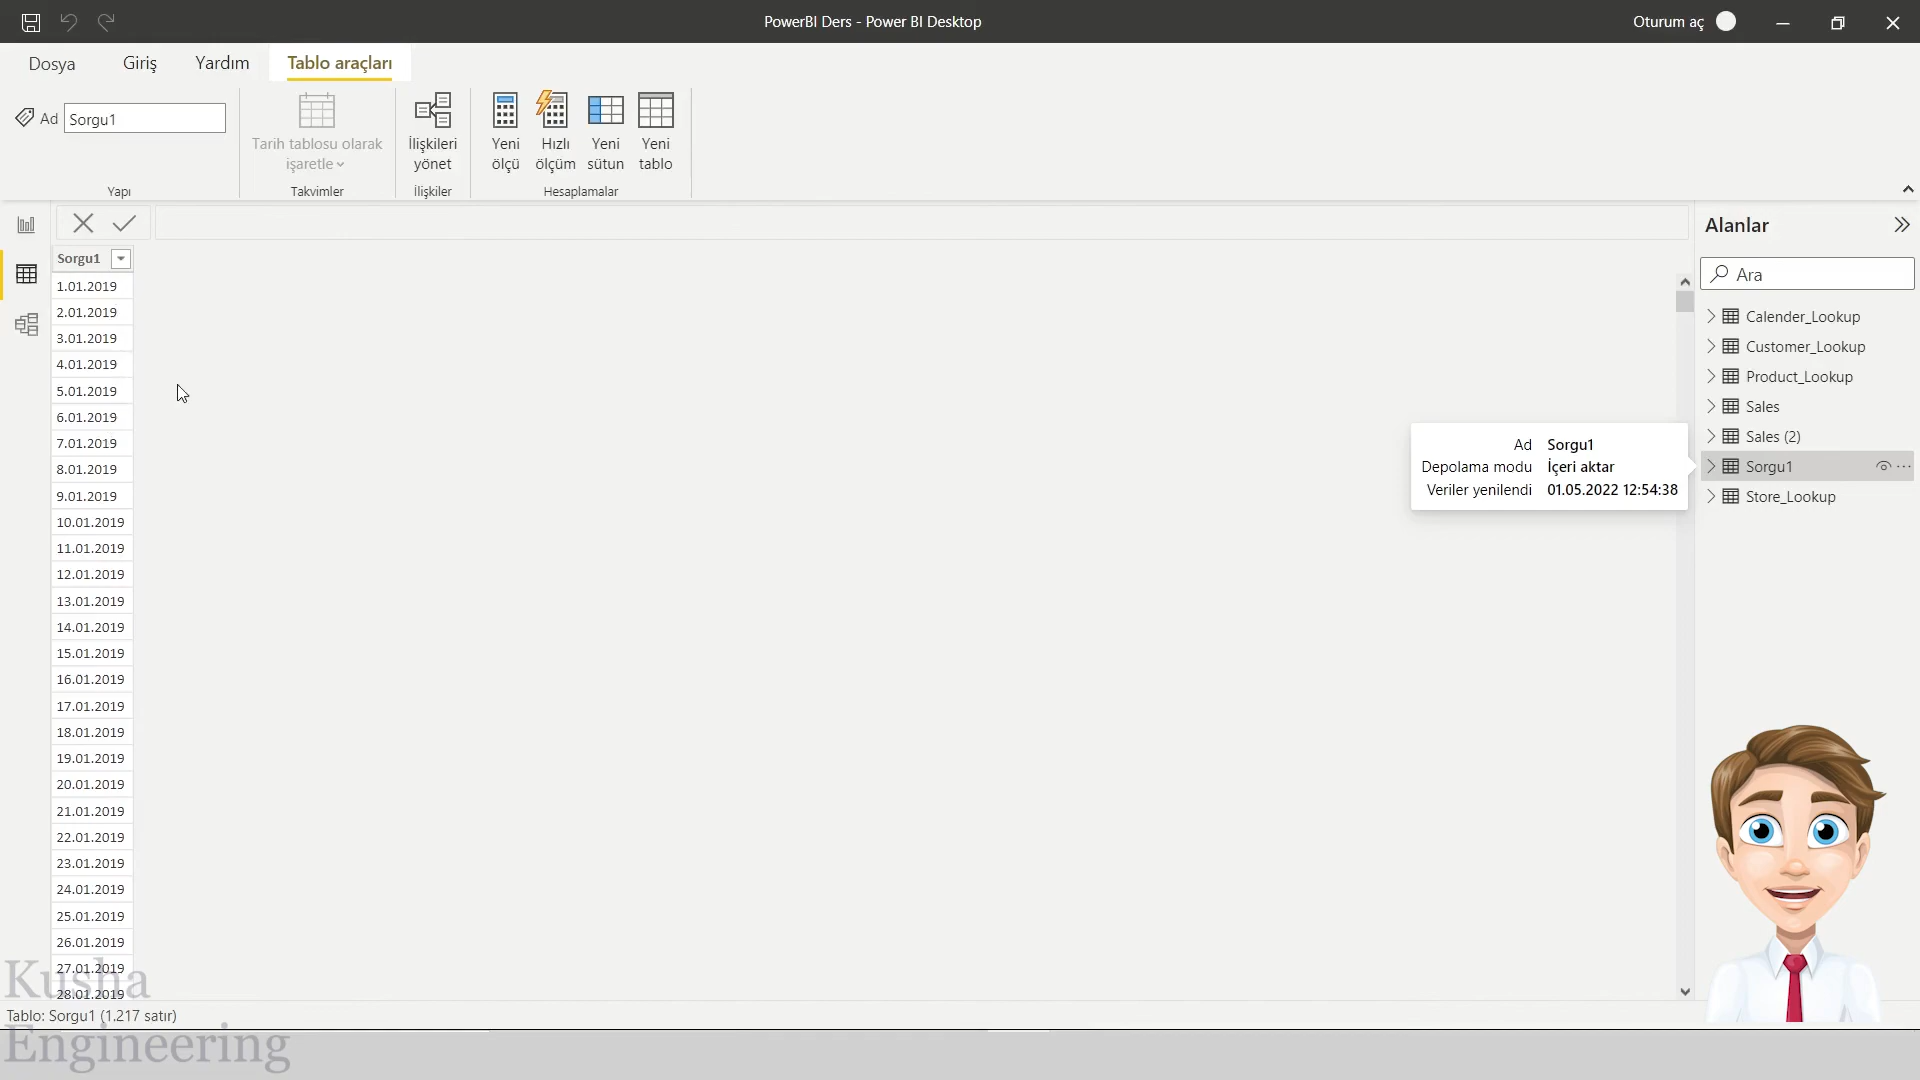 PowerBI Ders - Power BI Desktop
Oturum aç
Dosya
Giriş
Yardım
Tablo araçları
Ad
Sorgu1
Yapı
Tarih tablosu olarak
işaretle
Takvimler
İlişkileri
yönet
İlişkiler
Yeni
ölçü
Hızlı
ölçüm
Yeni
sütun
Yeni
tablo
Hesaplamalar
Sorgu1
1.01.2019
2.01.2019
3.01.2019
4.01.2019
5.01.2019
6.01.2019
7.01.2019
8.01.2019
9.01.2019
10.01.2019
11.01.2019
12.01.2019
13.01.2019
14.01.2019
15.01.2019
16.01.2019
17.01.2019
18.01.2019
19.01.2019
20.01.2019
21.01.2019
22.01.2019
23.01.2019
24.01.2019
25.01.2019
26.01.2019
27.01.2019
28.01.2019
Ad Sorgu1
Depolama modu İçeri aktar
Veriler yenilendi 01.05.2022 12:54:38
Alanlar
Ara
Calender_Lookup
Customer_Lookup
Product_Lookup
Sales
Sales (2)
Sorgu1
Store_Lookup
Tablo: Sorgu1 (1.217 satır)
Kusha
Engineering